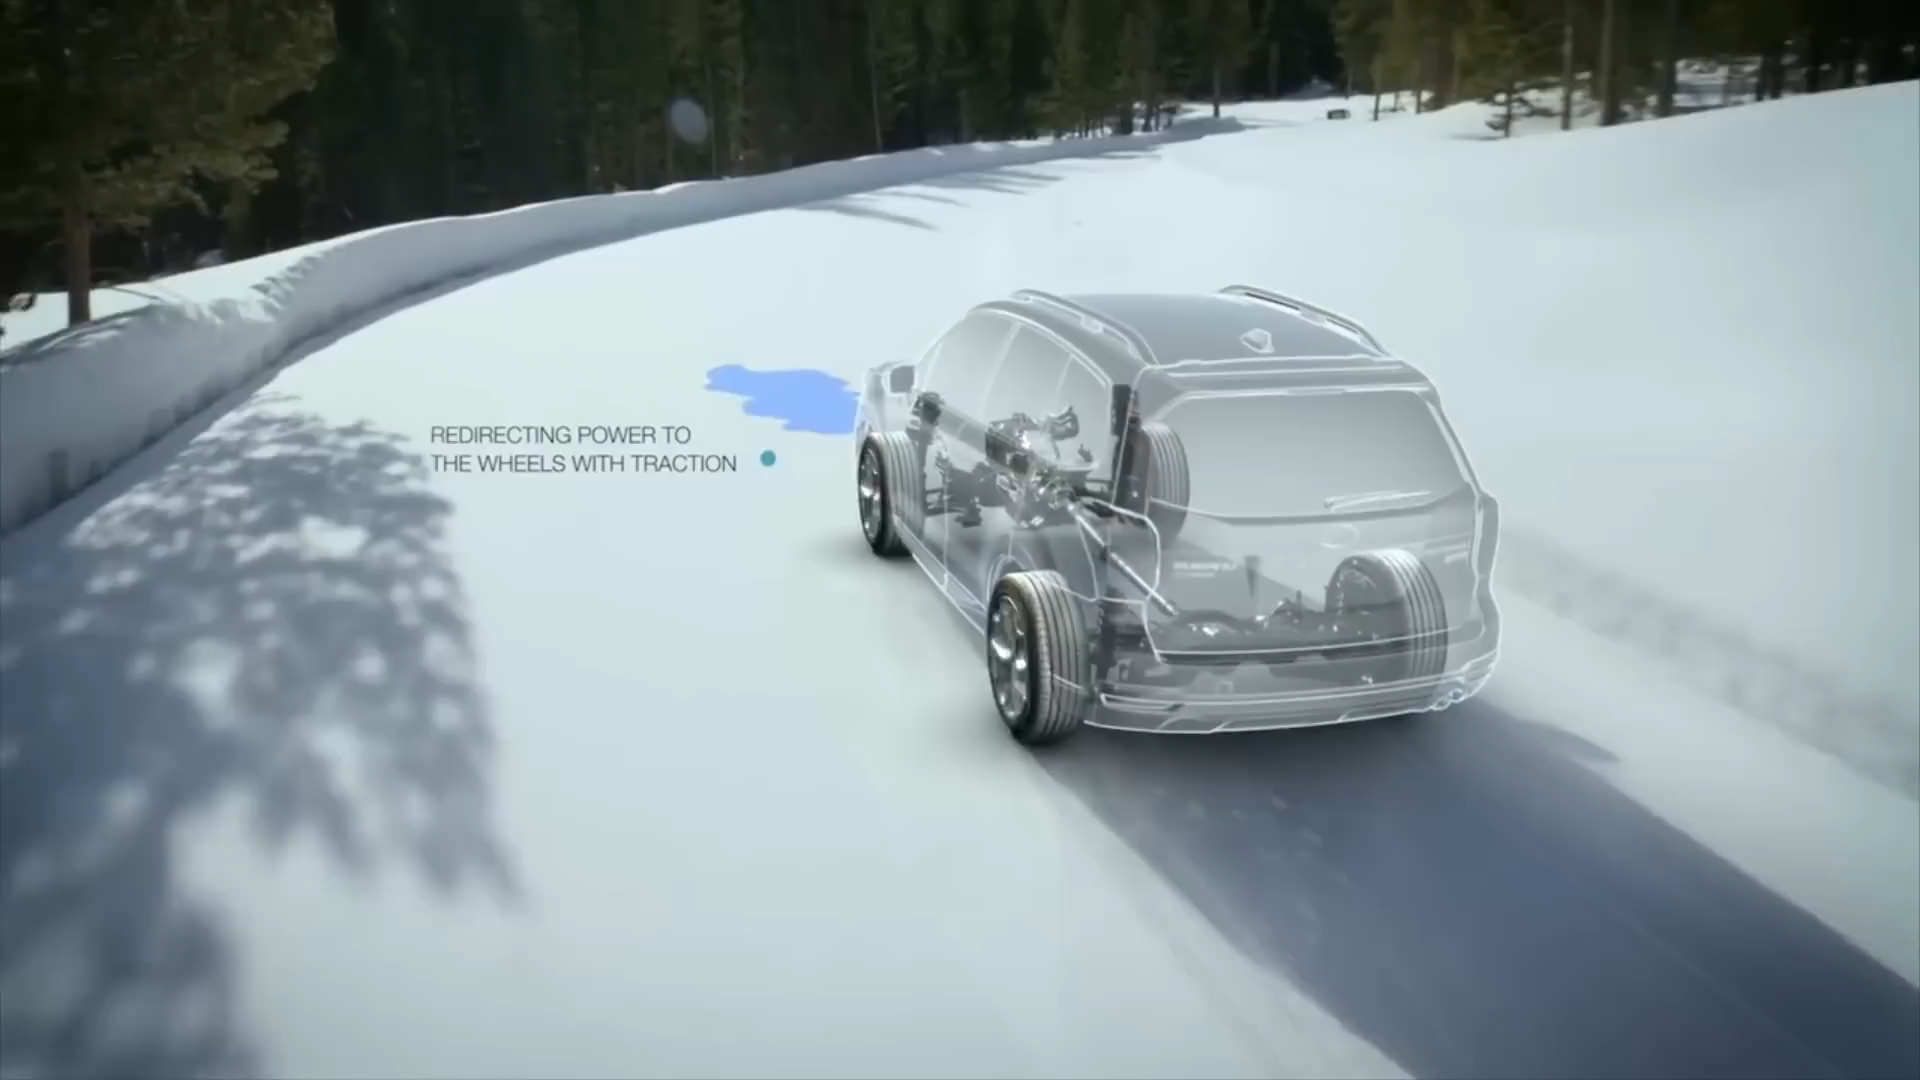 REDIRECTING POWER TO
THE WHEELS WITH TRACTION